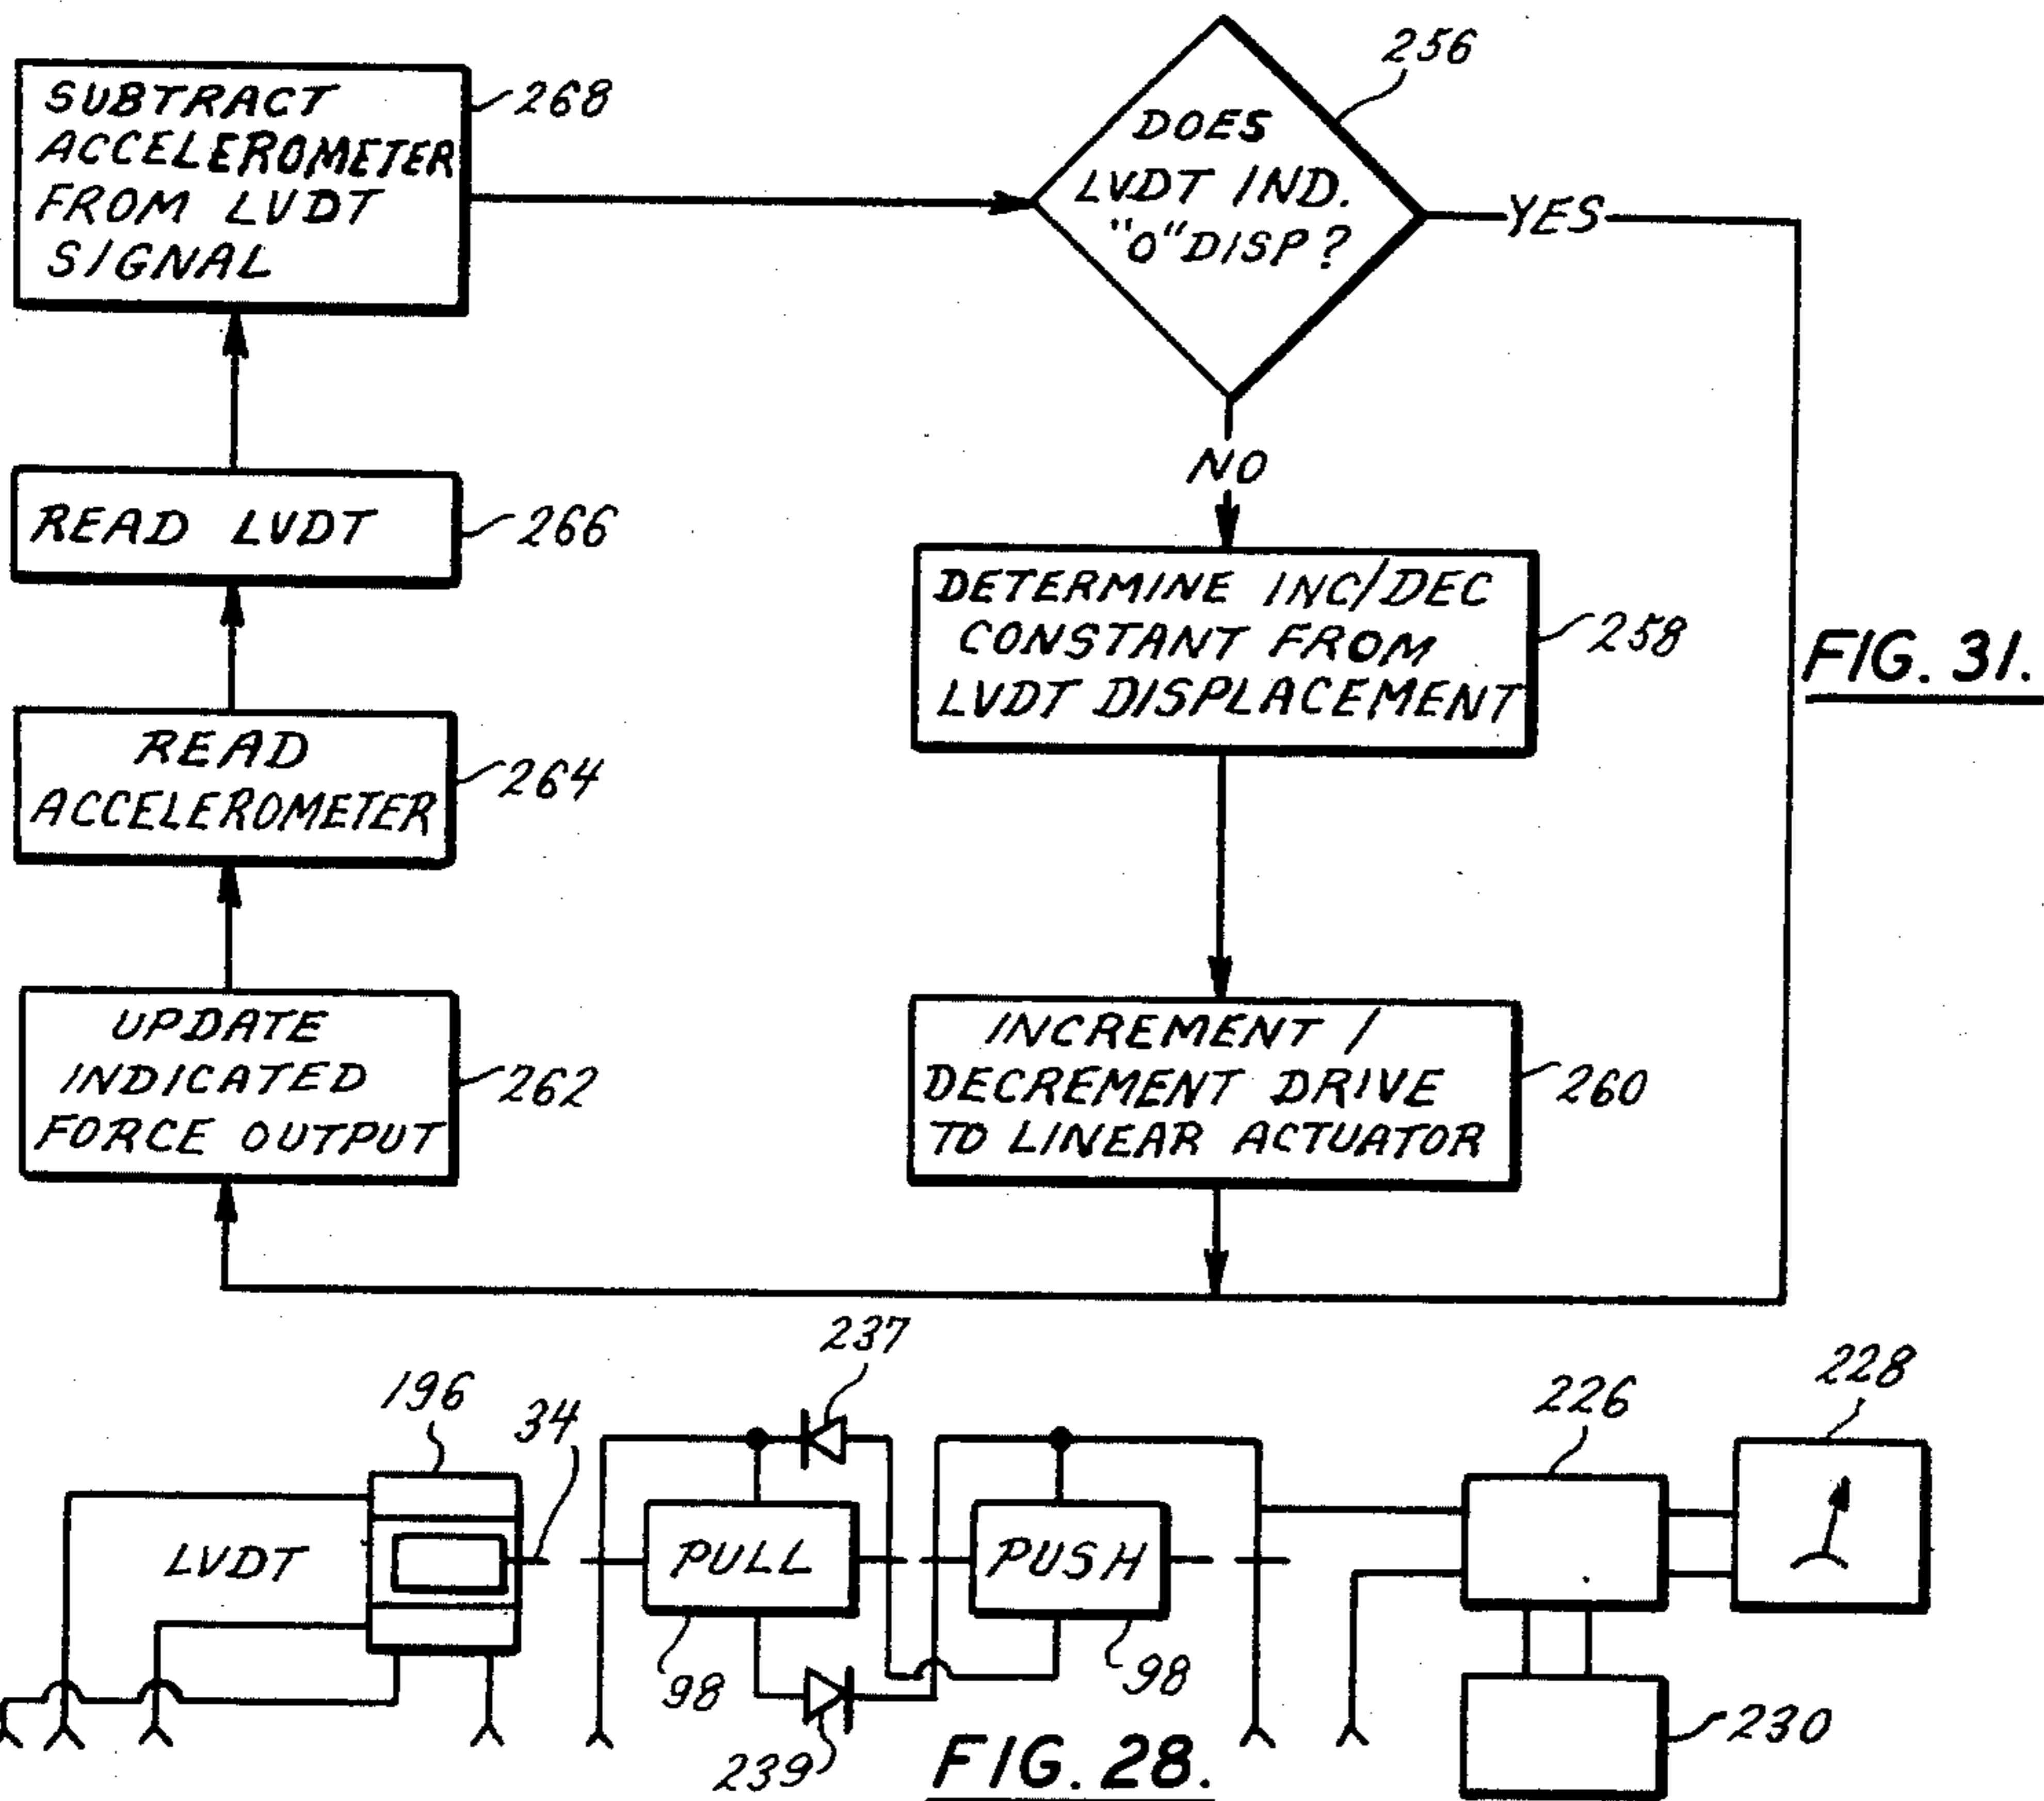 SUBTRACT
ACCELEROMETER
FROM LVDT
SIGNAL
268
256
DOES
LVDT IND.
"0" DISP?
YES
NO
READ LVDT
266
DETERMINE INC/DEC
CONSTANT FROM
LVDT DISPLACEMENT
258
FIG. 31.
READ
ACCELEROMETER
264
UPDATE
INDICATED
FORCE OUTPUT
262
INCREMENT /
DECREMENT DRIVE
TO LINEAR ACTUATOR
260
237
196
34
226
228
LVDT
PULL
PUSH
98
98
239
230
FIG. 28.